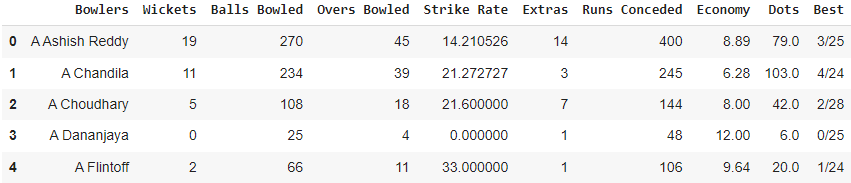 Bowlers Wickets Balls Bowled Overs Bowled Strike Rate Extras Runs Conceded Economy Dots Best
0 A Ashish Reddy 19 270 45 14.210526 14 400 8.89 79.0 3/25
1 A Chandila 11 234 39 21.272727 3 245 6.28 103.0 4/24
2 A Choudhary 5 108 18 21.600000 7 144 8.00 42.0 2/28
3 A Dananjaya 0 25 4 0.000000 1 48 12.00 6.0 0/25
4 A Flintoff 2 66 11 33.000000 1 106 9.64 20.0 1/24